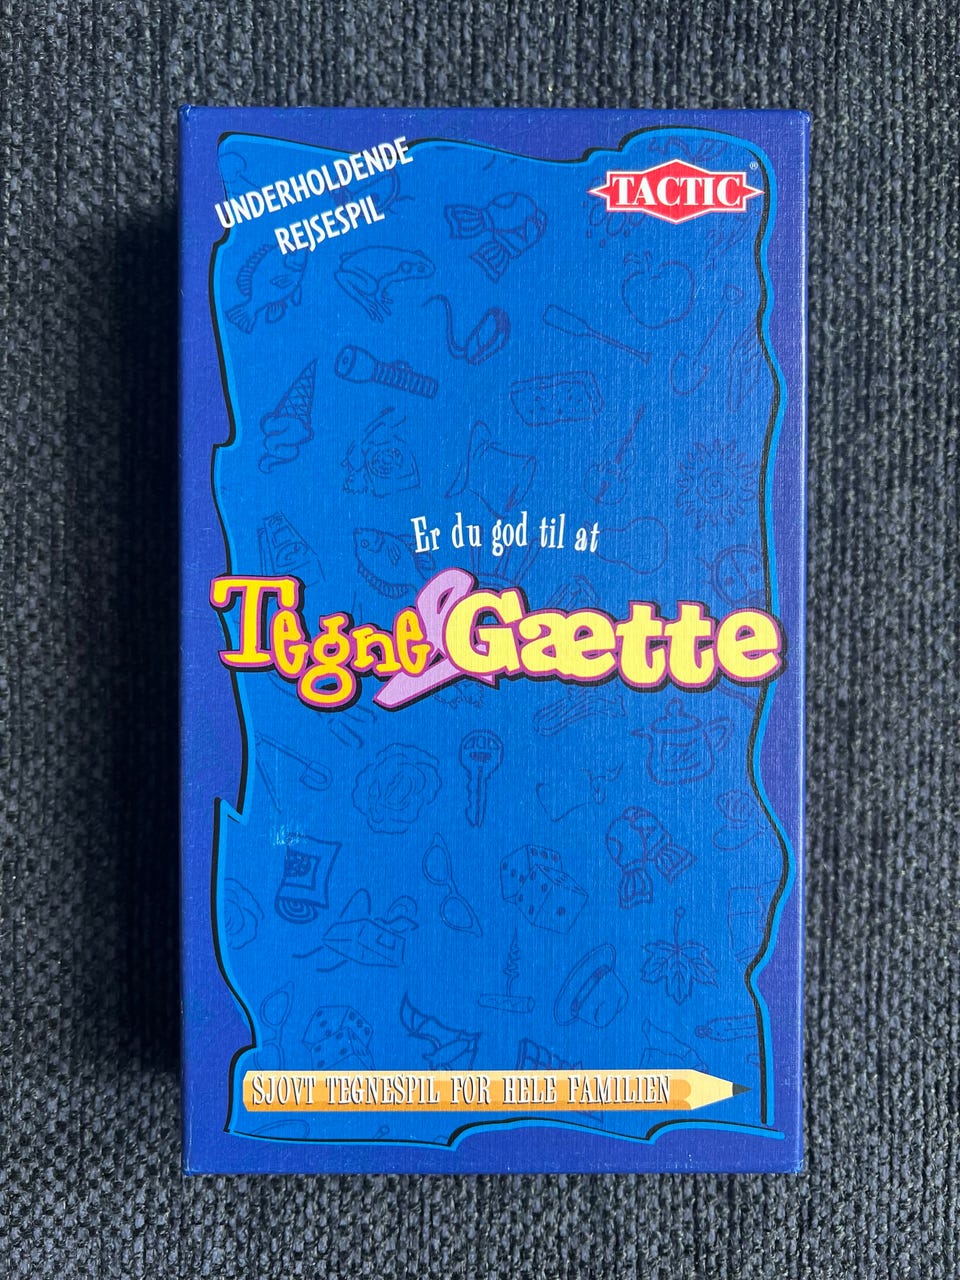 UNDERHOLDENDE
REJSESPIL
TACTIC®
Er du god til at
Tegne & Gætte
SJOVT TEGNESPIL FOR HELE FAMILIEN